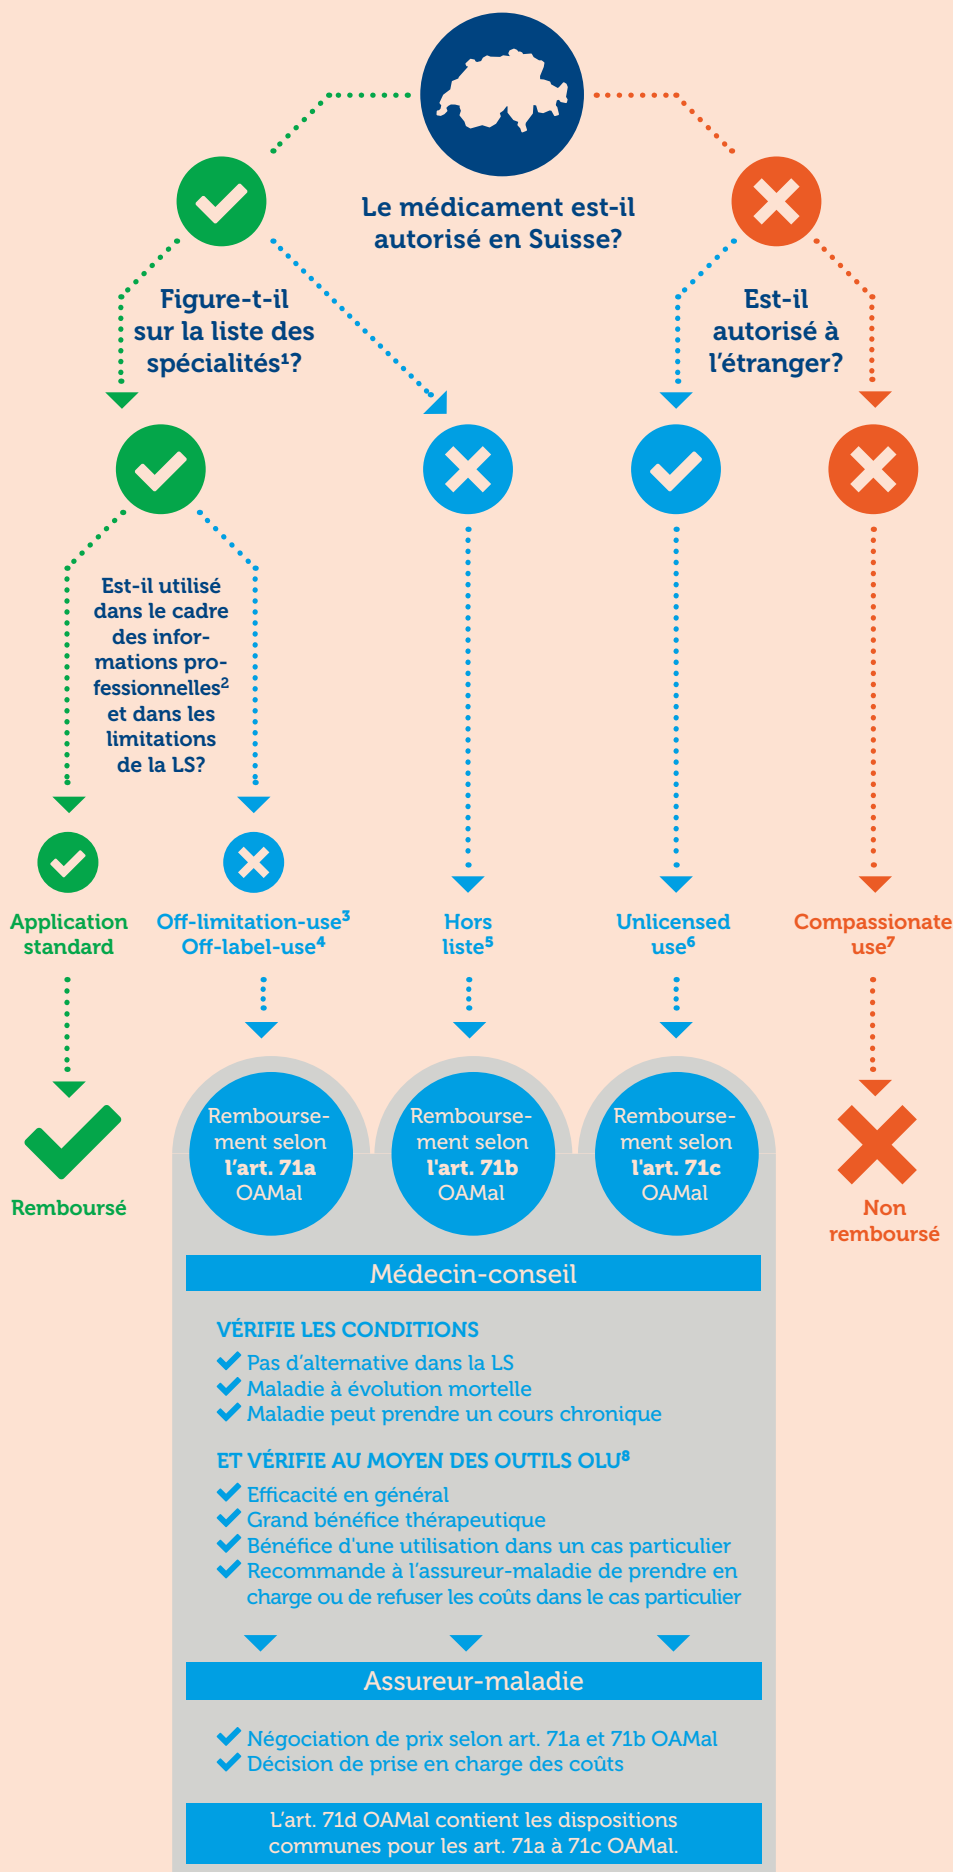 Le médicament est-il
autorisé en Suisse?
Figure-t-il
sur la liste des
spécialités¹?
Est-il
autorisé à
l’étranger?
Est-il utilisé
dans le cadre
des infor-
mations pro-
fessionnelles²
et dans les
limitations
de la LS?
Application
standard
Off-limitation-use³
Off-label-use⁴
Hors
liste⁵
Unlicensed
use⁶
Compassionate
use⁷
Remboursé
Rembourse-
ment selon
l’art. 71a
OAMal
Rembourse-
ment selon
l'art. 71b
OAMal
Rembourse-
ment selon
l'art. 71c
OAMal
Non
remboursé
Médecin-conseil
VÉRIFIE LES CONDITIONS
Pas d’alternative dans la LS
Maladie à évolution mortelle
Maladie peut prendre un cours chronique
ET VÉRIFIE AU MOYEN DES OUTILS OLU⁸
Efficacité en général
Grand bénéfice thérapeutique
Bénéfice d'une utilisation dans un cas particulier
Recommande à l’assureur-maladie de prendre en
charge ou de refuser les coûts dans le cas particulier
Assureur-maladie
Négociation de prix selon art. 71a et 71b OAMal
Décision de prise en charge des coûts
L’art. 71d OAMal contient les dispositions
communes pour les art. 71a à 71c OAMal.